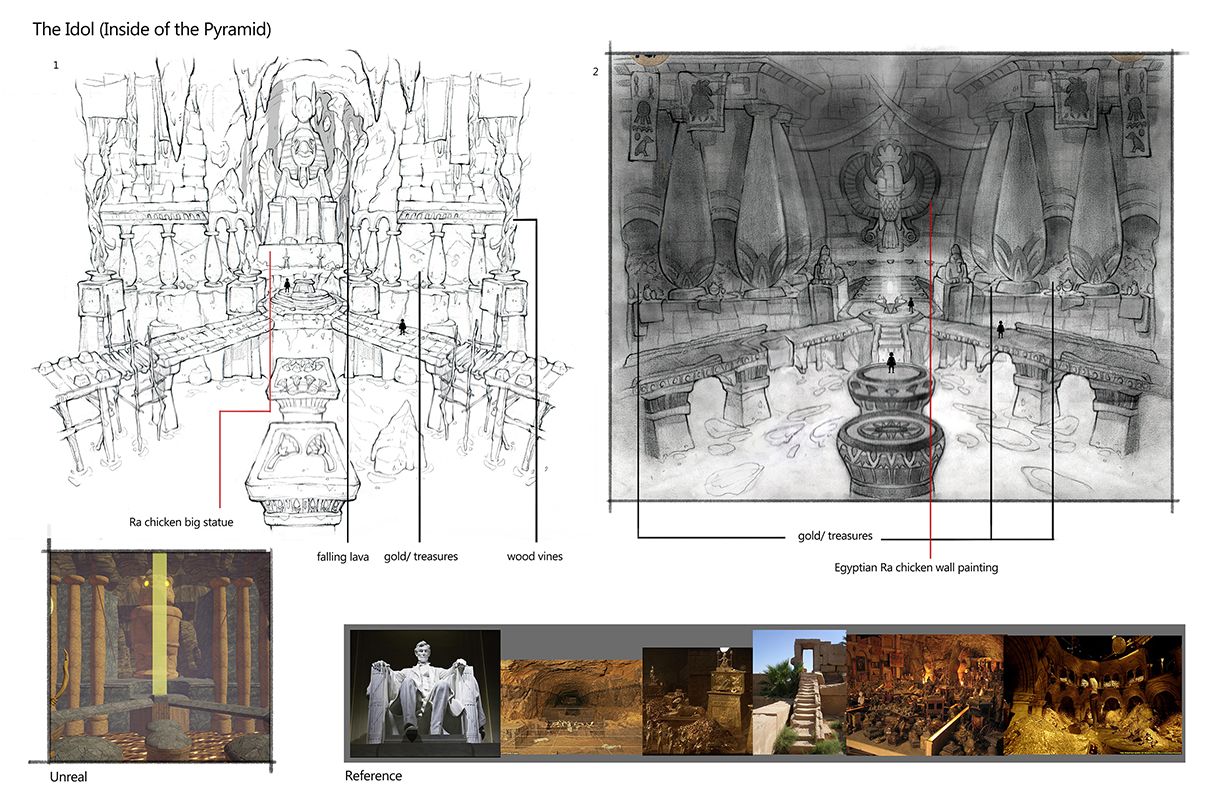 The Idol (Inside of the Pyramid)
1
2
Ra chicken big statue
falling lava
gold/ treasures
wood vines
gold/ treasures
Egyptian Ra chicken wall painting
Unreal
Reference